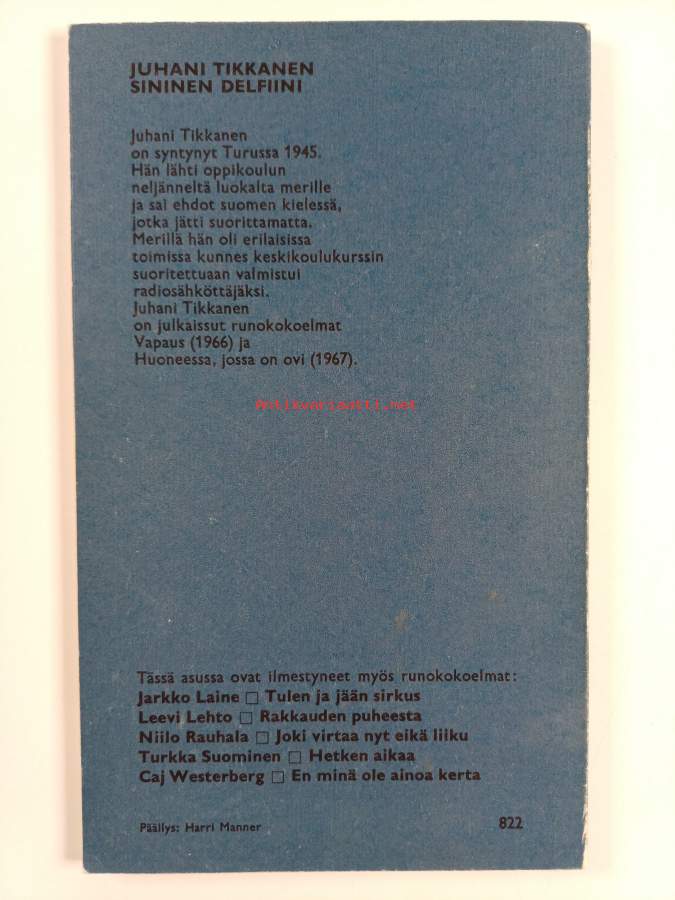 JUHANI TIKKANEN
SININEN DELFIINI
Juhani Tikkanen
on syntynyt Turussa 1945.
Hän lähti oppikoulun
neljänneltä luokalta merille
ja sai ehdot suomen kielessä,
jotka jätti suorittamatta.
Merillä hän oli erilaisissa
toimissa kunnes keskikoulukurssin
suoritettuaan valmistui
radiosähköttäjäksi.
Juhani Tikkanen
on julkaissut runokokoelmat
Vapaus (1966) ja
Huoneessa, jossa on ovi (1967).
Antikvariaatti.net
Tässä asussa ovat ilmestyneet myös runokokoelmat:
Jarkko Laine □ Tulen ja jään sirkus
Leevi Lehto □ Rakkauden puheesta
Niilo Rauhala □ Joki virtaa nyt eikä liiku
Turkka Suominen □ Hetken aikaa
Caj Westerberg □ En minä ole ainoa kerta
Päällys: Harri Manner
822